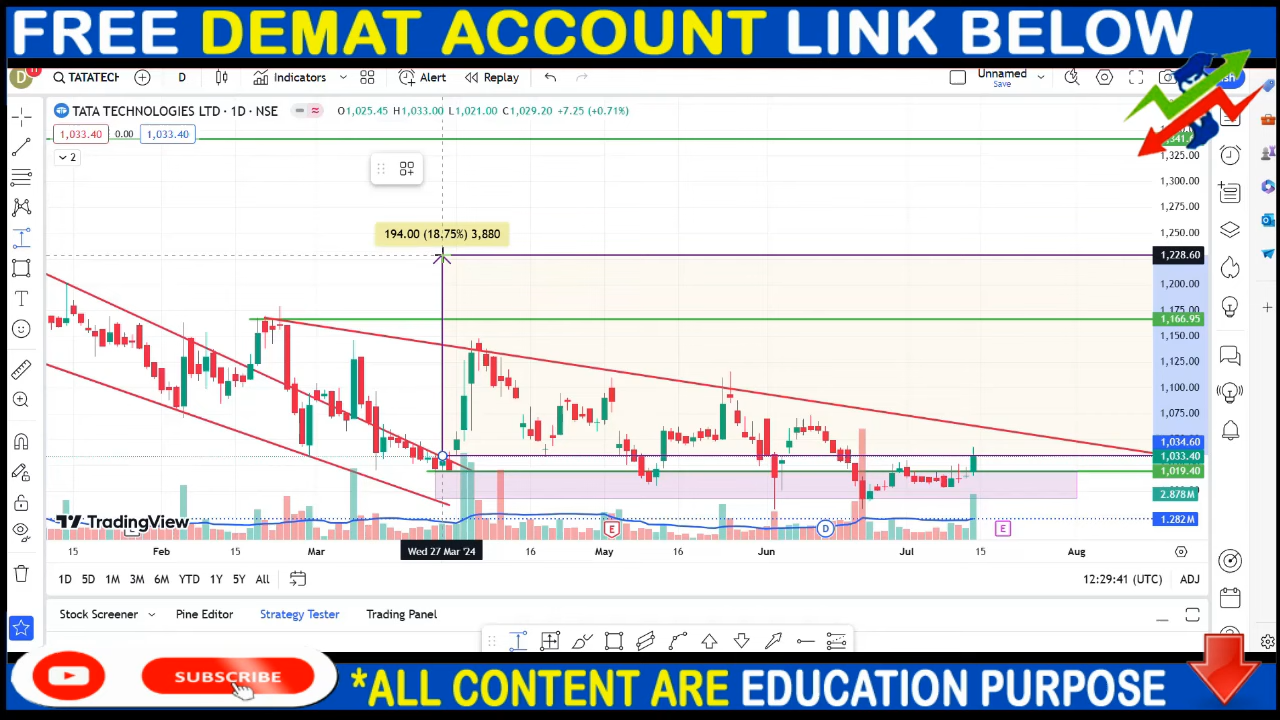 FREE DEMAT ACCOUNT LINK BELOW
D 11 TATATECH D Indicators Alert Replay Unnamed
Save
TATA TECHNOLOGIES LTD · 1D · NSE O1,025.45 H1,033.00 L1,021.00 C1,029.20 +7.25 (+0.71%)
1,033.40 0.00 1,033.40
2
1,325.00
1,300.00
1,275.00
1,250.00
194.00 (18.75%) 3,880
1,228.60
1,200.00
1,175.00
1,166.95
1,150.00
1,125.00
1,100.00
1,075.00
1,034.60
1,033.40
1,019.40
2.878M
1.282M
TradingView
E D E
15 Feb 15 Mar Wed 27 Mar '24 16 May 16 Jun Jul 15 Aug
1D 5D 1M 3M 6M YTD 1Y 5Y All 12:29:41 (UTC) ADJ
Stock Screener Pine Editor Strategy Tester Trading Panel
SUBSCRIBE
*ALL CONTENT ARE EDUCATION PURPOSE